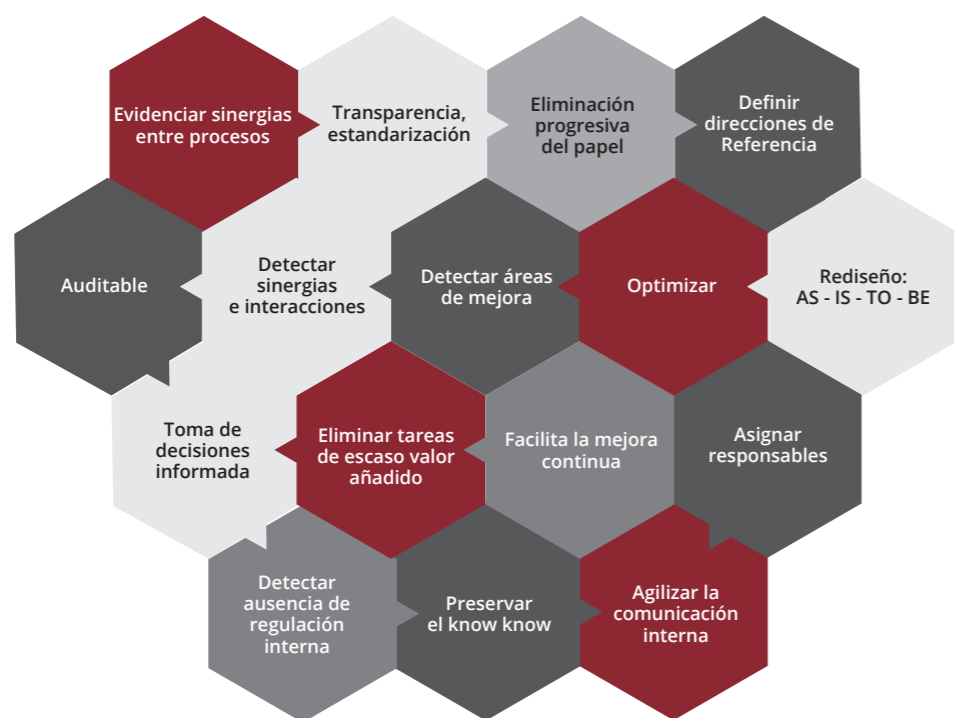 Evidenciar sinergias
entre procesos
Transparencia,
estandarización
Eliminación
progresiva
del papel
Definir
direcciones de
Referencia
Auditable
Detectar
sinergias
e interacciones
Detectar áreas
de mejora
Optimizar
Rediseño:
AS - IS - TO - BE
Toma de
decisiones
informada
Eliminar tareas
de escaso valor
añadido
Facilita la mejora
continua
Asignar
responsables
Detectar
ausencia de
regulación
interna
Preservar
el know know
Agilizar la
comunicación
interna